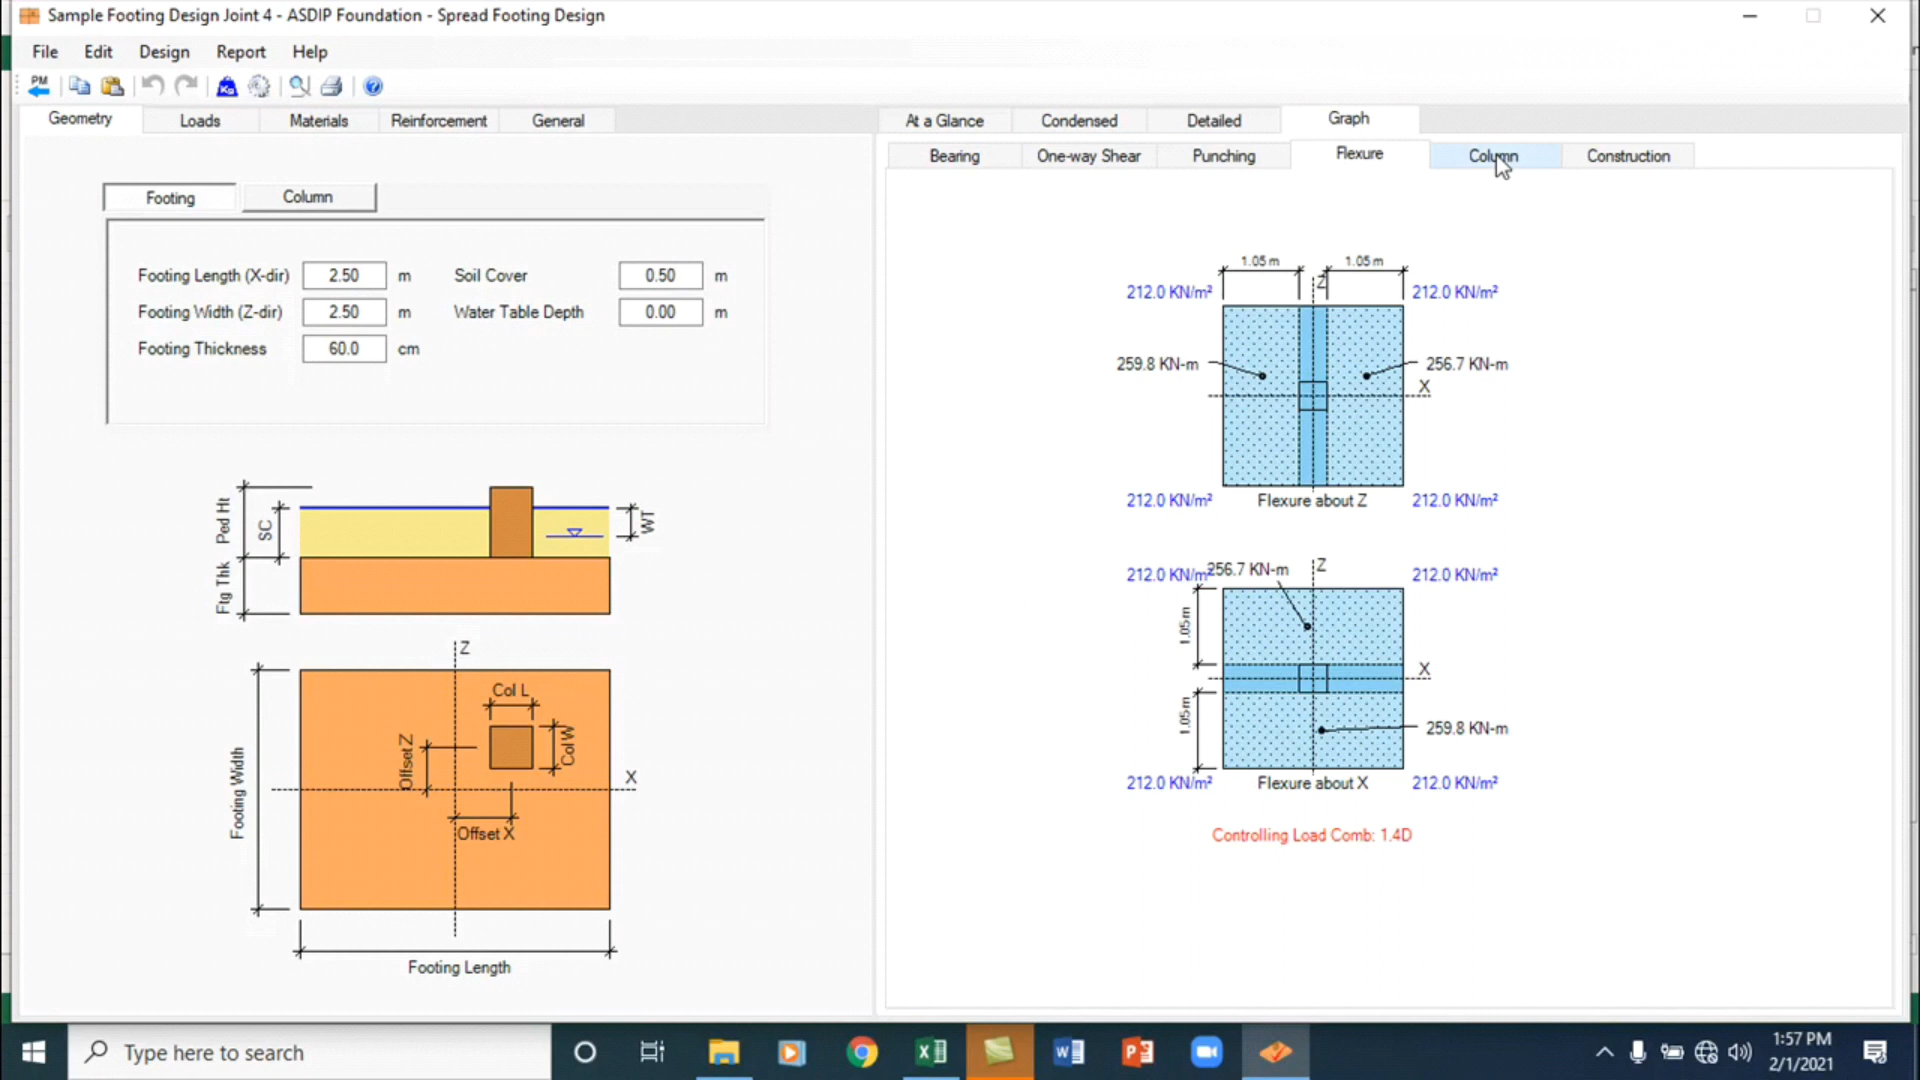 Sample Footing Design Joint 4 - ASDIP Foundation - Spread Footing Design
File Edit Design Report Help
PM
KG
Geometry Loads Materials Reinforcement General
At a Glance Condensed Detailed Graph
Bearing One-way Shear Punching Flexure Column Construction
Footing Column
Footing Length (X-dir) 2.50 m Soil Cover 0.50 m
Footing Width (Z-dir) 2.50 m Water Table Depth 0.00 m
Footing Thickness 60.0 cm
Ped Ht
SC
WT
Ftg Thk
Z
Col L
Col W
Offset Z
X
Offset X
Footing Width
Footing Length
1.05 m 1.05 m
Z
212.0 KN/m² 212.0 KN/m²
259.8 KN-m 256.7 KN-m
X
212.0 KN/m² Flexure about Z 212.0 KN/m²
Z
256.7 KN-m
212.0 KN/m² 212.0 KN/m²
1.05 m
X
1.05 m
259.8 KN-m
212.0 KN/m² Flexure about X 212.0 KN/m²
Controlling Load Comb: 1.4D
Type here to search
1:57 PM
2/1/2021